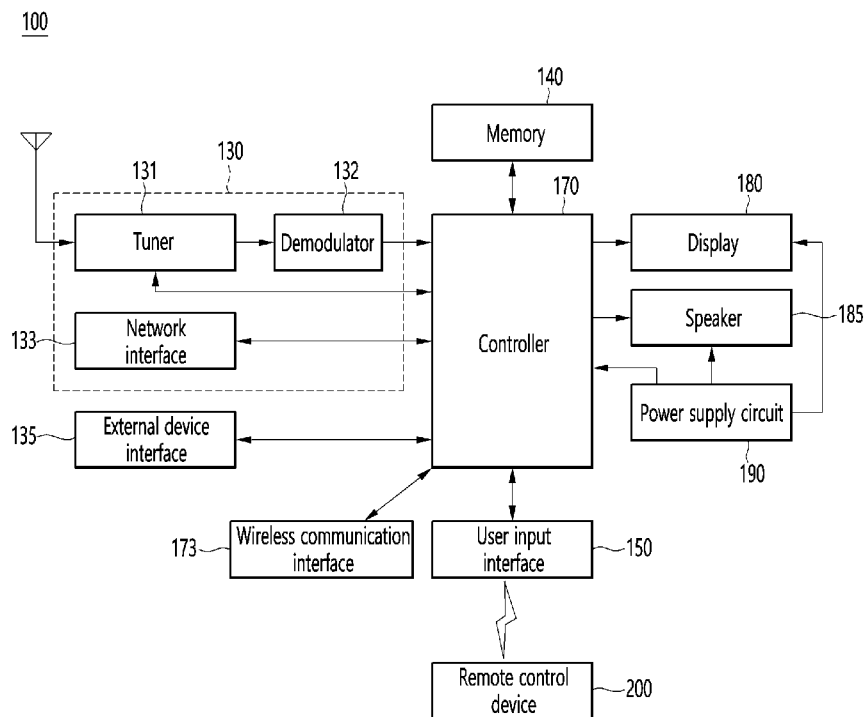 100
140
Memory
130
131
132
170
180
Tuner
Demodulator
Display
133
Network
interface
Controller
Speaker
185
135
External device
interface
Power supply circuit
190
173
Wireless communication
interface
User input
interface
150
Remote control
device
200